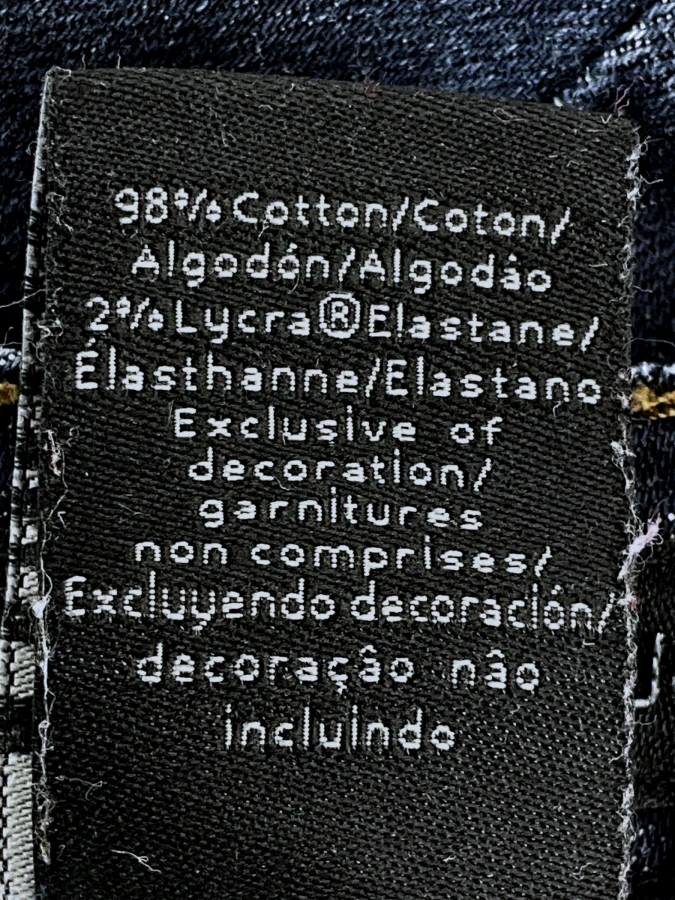 98% Cotton/Coton/
Algodón/Algodão
2% Lycra® Elastane/
Élasthanne/Elastano
Exclusive of
decoration/
garnitures
non comprises/
Excluyendo decoración/
decoração não
incluindo